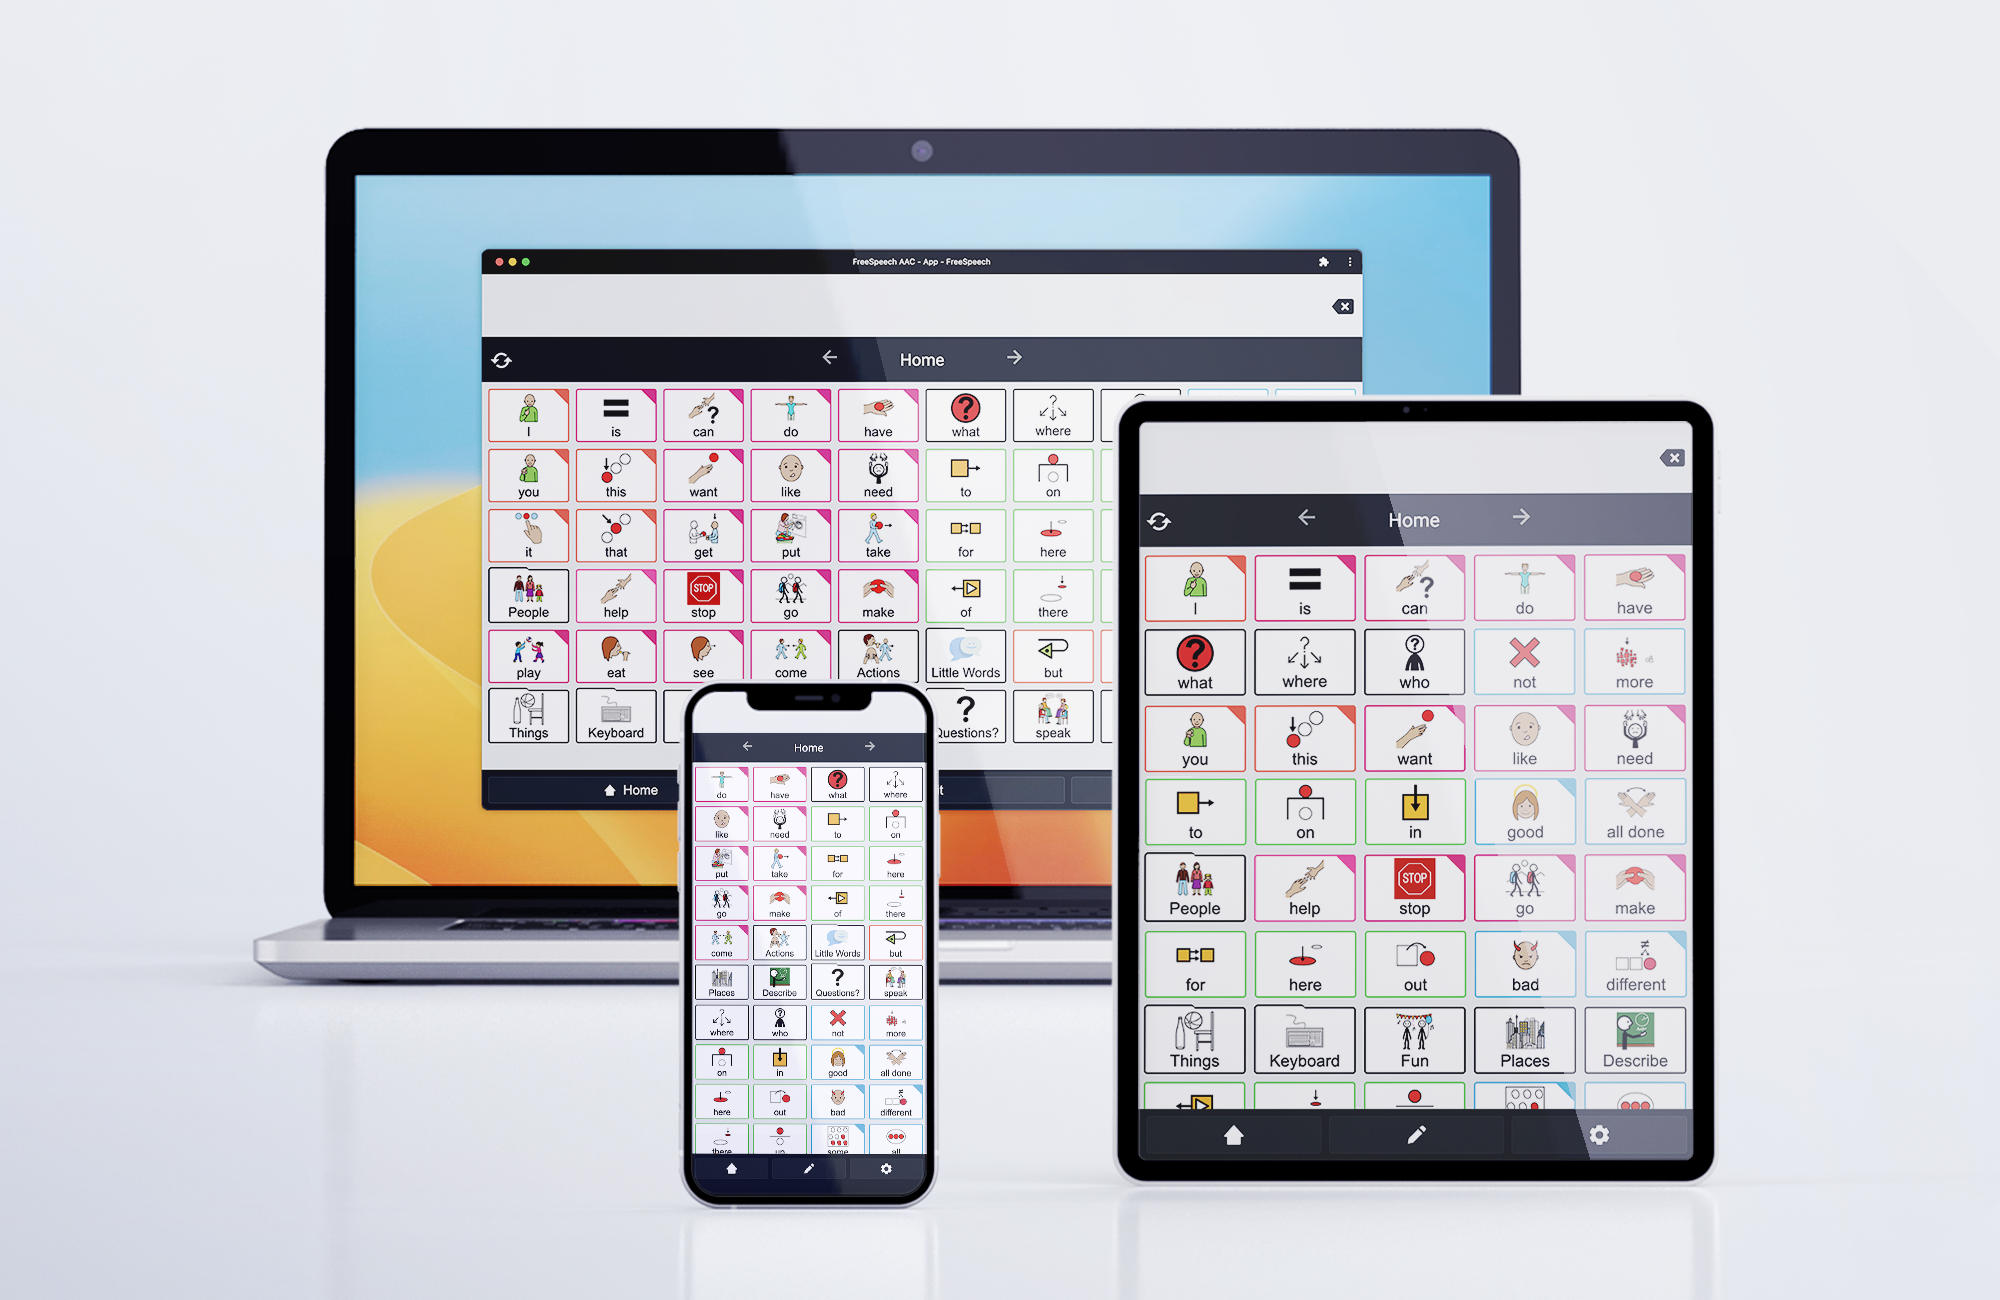 FreeSpeech AAC - App - FreeSpeech
Home
I is can do have what where
you this want like need to on
it that get put take for here
People help STOP stop go make of there
play eat see come Actions Little Words but
Things Keyboard Questions? speak
Home t
Home
do have what where
like need to on
put take for here
go make of there
come Actions Little Words but
Places Describe Questions? speak
where who not more
on in good all done
here out bad different
there up some all
Home
I is can do have
what where who not more
you this want like need
to on in good all done
People help STOP stop go make
for here out bad different
Things Keyboard Fun Places Describe